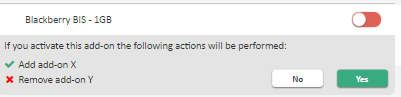 Blackberry BIS - 1GB
If you activate this add-on the following actions will be performed:
Add add-on X
Remove add-on Y
No
Yes